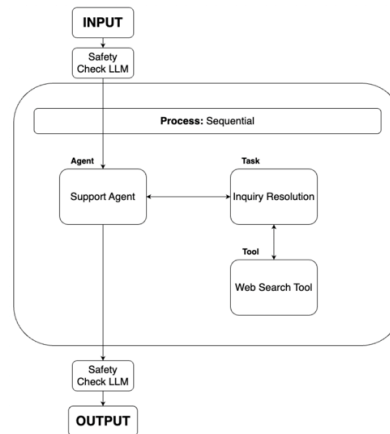 INPUT
Safety
Check LLM
Process: Sequential
Agent
Task
Support Agent
Inquiry Resolution
Tool
Web Search Tool
Safety
Check LLM
OUTPUT